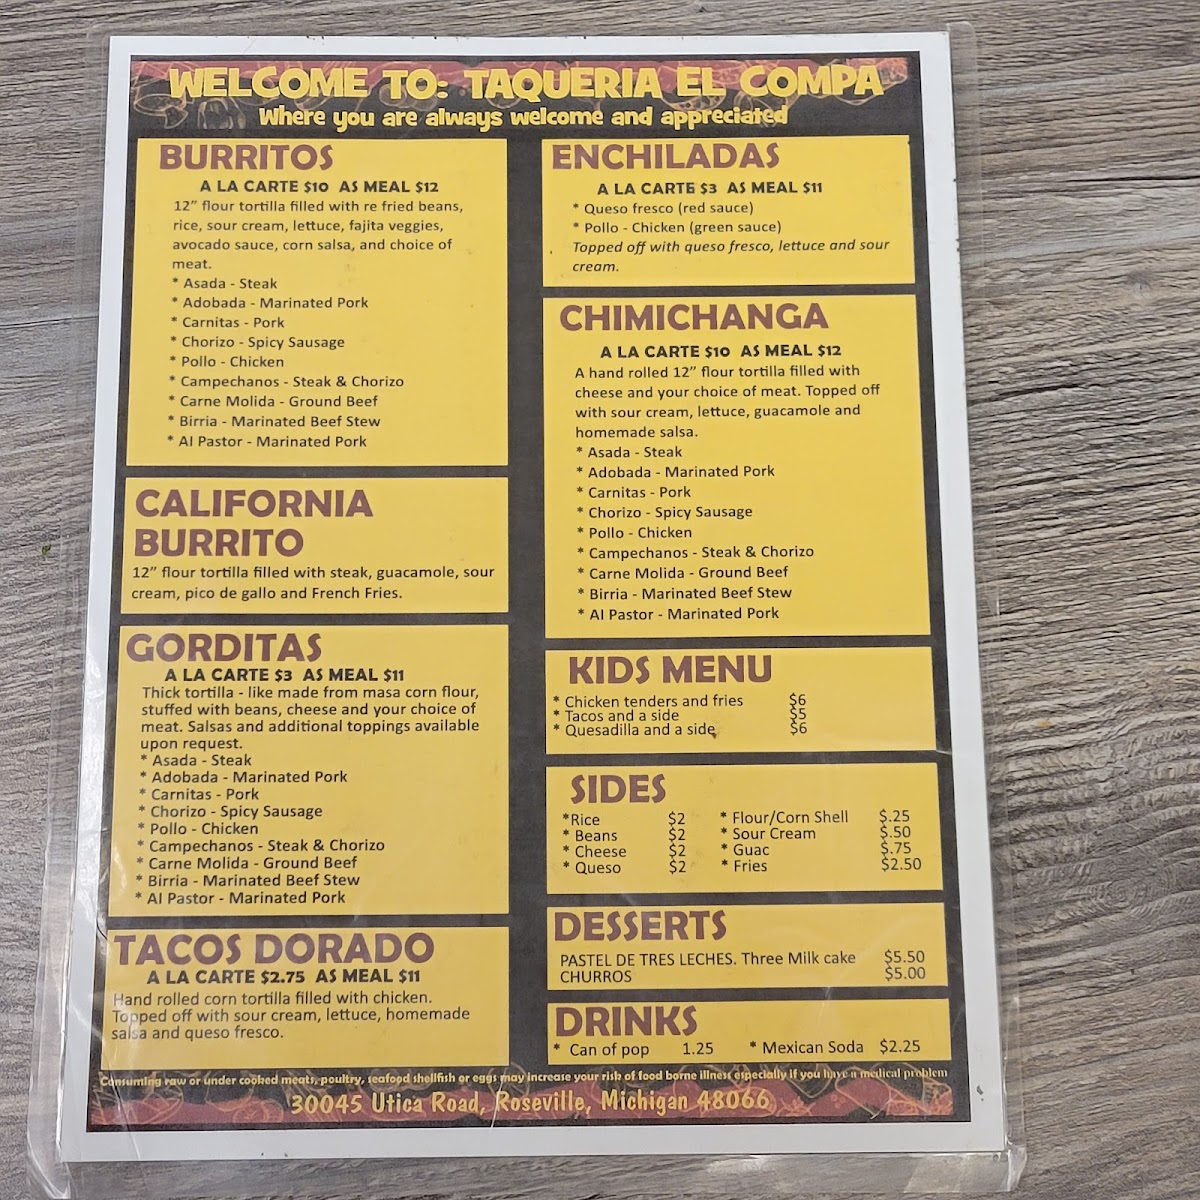 WELCOME TO: TAQUERIA EL COMPA
Where you are always welcome and appreciated
BURRITOS
A LA CARTE $10 AS MEAL $12
12" flour tortilla filled with re fried beans,
rice, sour cream, lettuce, fajita veggies,
avocado sauce, corn salsa, and choice of
meat.
* Asada - Steak
* Adobada - Marinated Pork
* Carnitas - Pork
* Chorizo - Spicy Sausage
* Pollo - Chicken
* Campechanos - Steak & Chorizo
* Carne Molida - Ground Beef
* Birria - Marinated Beef Stew
* Al Pastor - Marinated Pork
CALIFORNIA
BURRITO
12" flour tortilla filled with steak, guacamole, sour
cream, pico de gallo and French Fries.
GORDITAS
A LA CARTE $3 AS MEAL $11
Thick tortilla - like made from masa corn flour,
stuffed with beans, cheese and your choice of
meat. Salsas and additional toppings available
upon request.
* Asada - Steak
* Adobada - Marinated Pork
* Carnitas - Pork
* Chorizo - Spicy Sausage
* Pollo - Chicken
* Campechanos - Steak & Chorizo
* Carne Molida - Ground Beef
* Birria - Marinated Beef Stew
* Al Pastor - Marinated Pork
TACOS DORADO
A LA CARTE $2.75 AS MEAL $11
Hand rolled corn tortilla filled with chicken.
Topped off with sour cream, lettuce, homemade
salsa and queso fresco.
ENCHILADAS
A LA CARTE $3 AS MEAL $11
* Queso fresco (red sauce)
* Pollo - Chicken (green sauce)
Topped off with queso fresco, lettuce and sour
cream.
CHIMICHANGA
A LA CARTE $10 AS MEAL $12
A hand rolled 12" flour tortilla filled with
cheese and your choice of meat. Topped off
with sour cream, lettuce, guacamole and
homemade salsa.
* Asada - Steak
* Adobada - Marinated Pork
* Carnitas - Pork
* Chorizo - Spicy Sausage
* Pollo - Chicken
* Campechanos - Steak & Chorizo
* Carne Molida - Ground Beef
* Birria - Marinated Beef Stew
* Al Pastor - Marinated Pork
KIDS MENU
* Chicken tenders and fries $6
* Tacos and a side $5
* Quesadilla and a side $6
SIDES
*Rice $2 * Flour/Corn Shell $.25
* Beans $2 * Sour Cream $.50
* Cheese $2 * Guac $.75
* Queso $2 * Fries $2.50
DESSERTS
PASTEL DE TRES LECHES. Three Milk cake $5.50
CHURROS $5.00
DRINKS
* Can of pop 1.25 * Mexican Soda $2.25
Consuming raw or under cooked meats, poultry, seafood shellfish or eggs may increase your risk of food borne illness especially if you have a medical problem
30045 Utica Road, Roseville, Michigan 48066